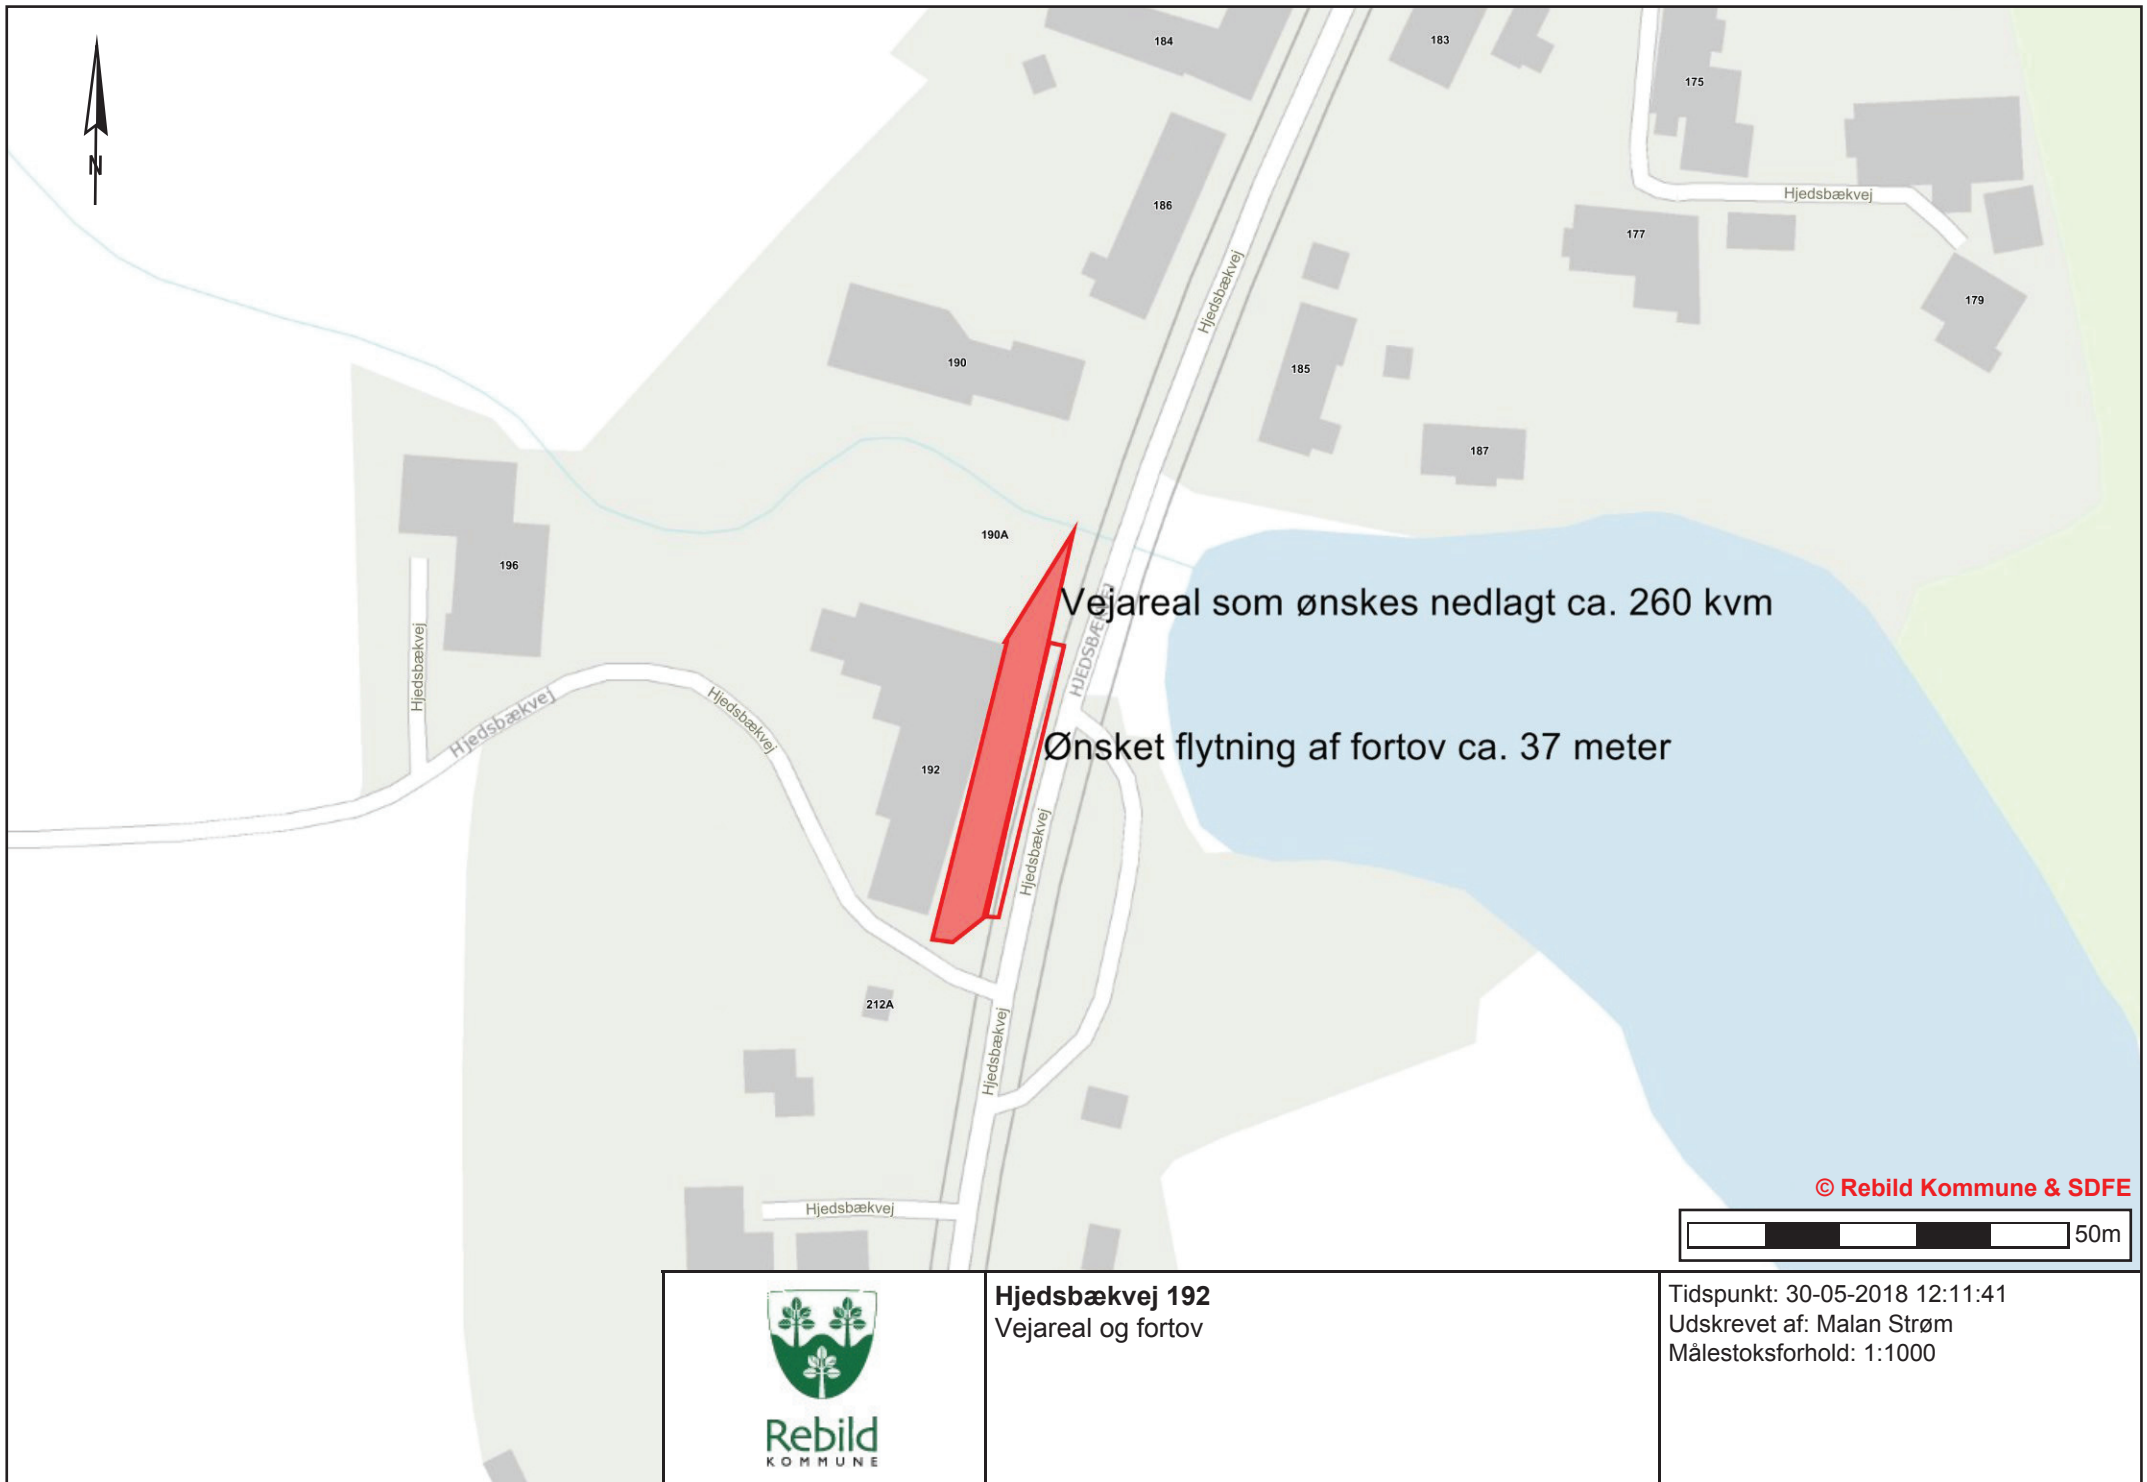 N
184
183
175
186
Hjedsbækvej
177
Hjedsbækvej
179
190
185
187
190A
196
Vejareal som ønskes nedlagt ca. 260 kvm
HJEDSBÆKVEJ
Hjedsbækvej
Hjedsbækvej
Hjedsbækvej
Ønsket flytning af fortov ca. 37 meter
192
Hjedsbækvej
212A
Hjedsbækvej
Hjedsbækvej
© Rebild Kommune & SDFE
50m
Rebild
KOMMUNE
Hjedsbækvej 192
Vejareal og fortov
Tidspunkt: 30-05-2018 12:11:41
Udskrevet af: Malan Strøm
Målestoksforhold: 1:1000